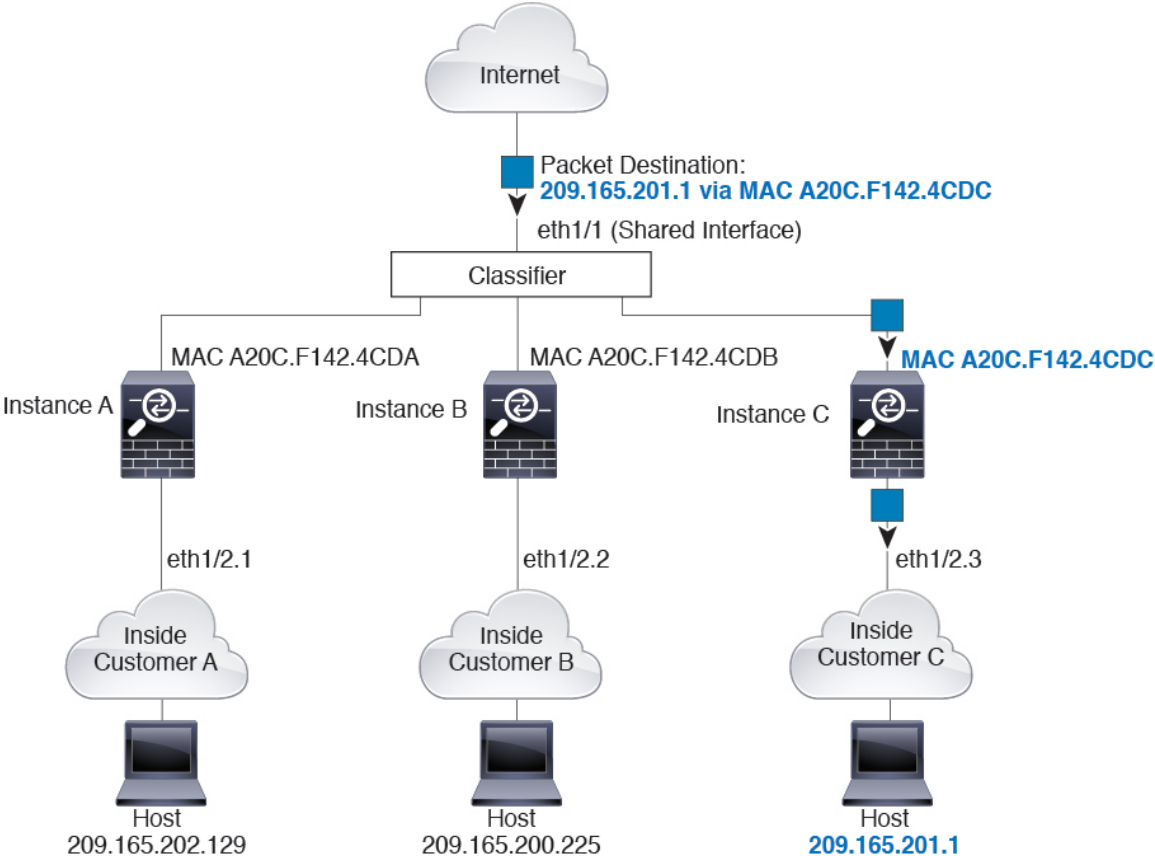 Internet
Packet Destination:
209.165.201.1 via MAC A20C.F142.4CDC
eth1/1 (Shared Interface)
Classifier
MAC A20C.F142.4CDA
MAC A20C.F142.4CDB
MAC A20C.F142.4CDC
Instance A
Instance B
Instance C
eth1/2.1
eth1/2.2
eth1/2.3
Inside
Customer A
Inside
Customer B
Inside
Customer C
Host
209.165.202.129
Host
209.165.200.225
Host
209.165.201.1